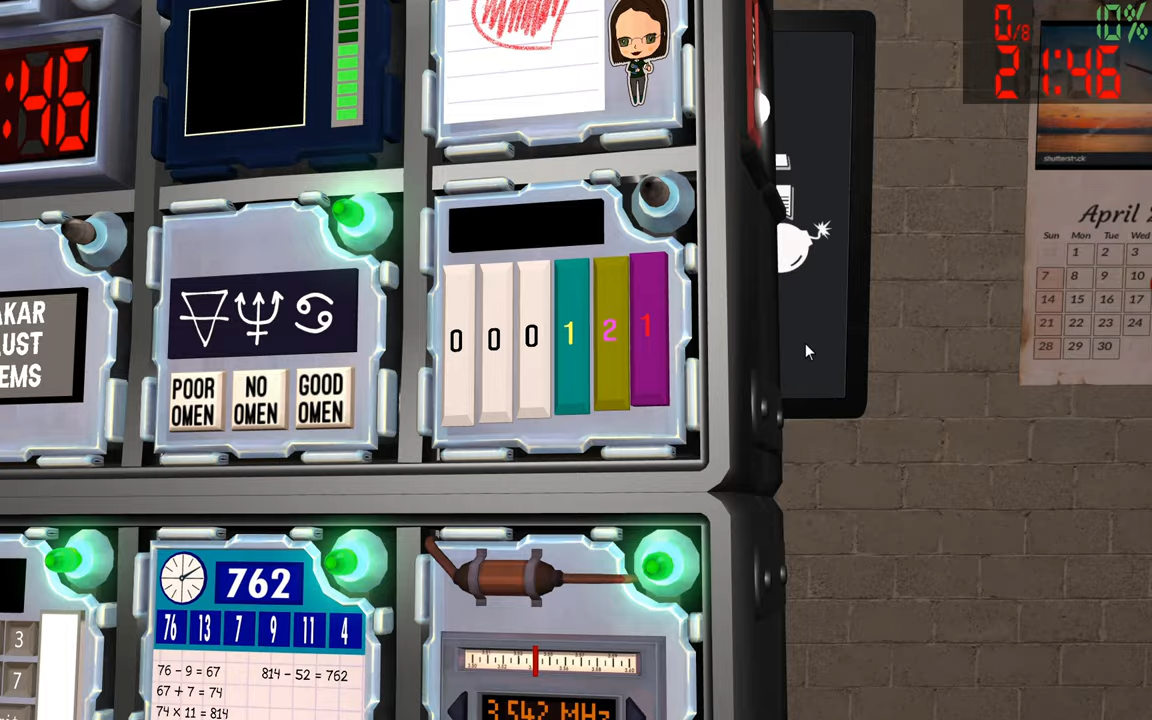 :46
0/8
10%
21:46
shutterstock
April 2
Sun Mon Tue Wed
1 2 3
7 8 9 10
14 15 16 17
21 22 23 24
28 29 30
AKAR
UST
EMS
POOR OMEN
NO OMEN
GOOD OMEN
0 0 0 1 2 1
3
7
762
76 13 7 9 11 4
76 - 9 = 67
814 - 52 = 762
67 + 7 = 74
74 × 11 = 814
3.542 MHz